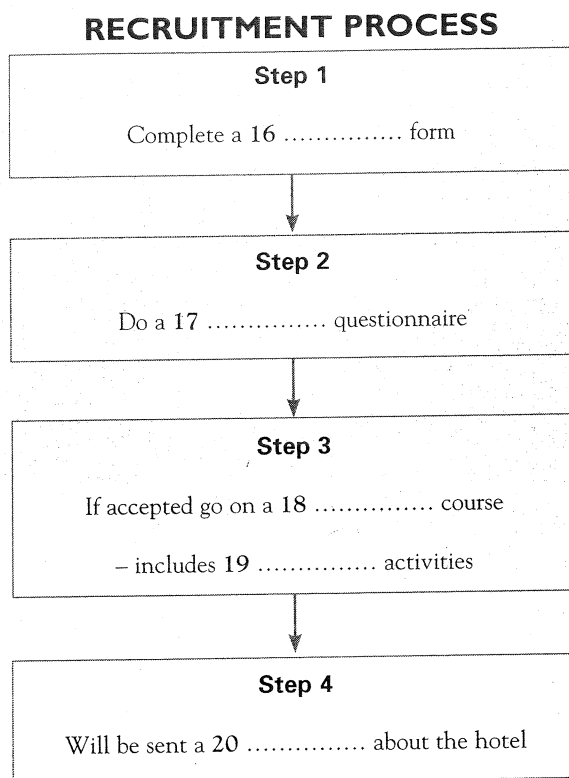 RECRUITMENT PROCESS
Step 1
Complete a 16 ............... form
Step 2
Do a 17 ............... questionnaire
Step 3
If accepted go on a 18 ............... course
– includes 19 ............... activities
Step 4
Will be sent a 20 ............... about the hotel